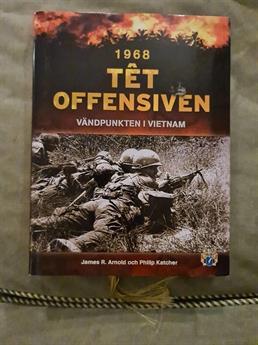 1968
TÊT
OFFENSIVEN
VÄNDPUNKTEN I VIETNAM
James R. Arnold och Philip Katcher